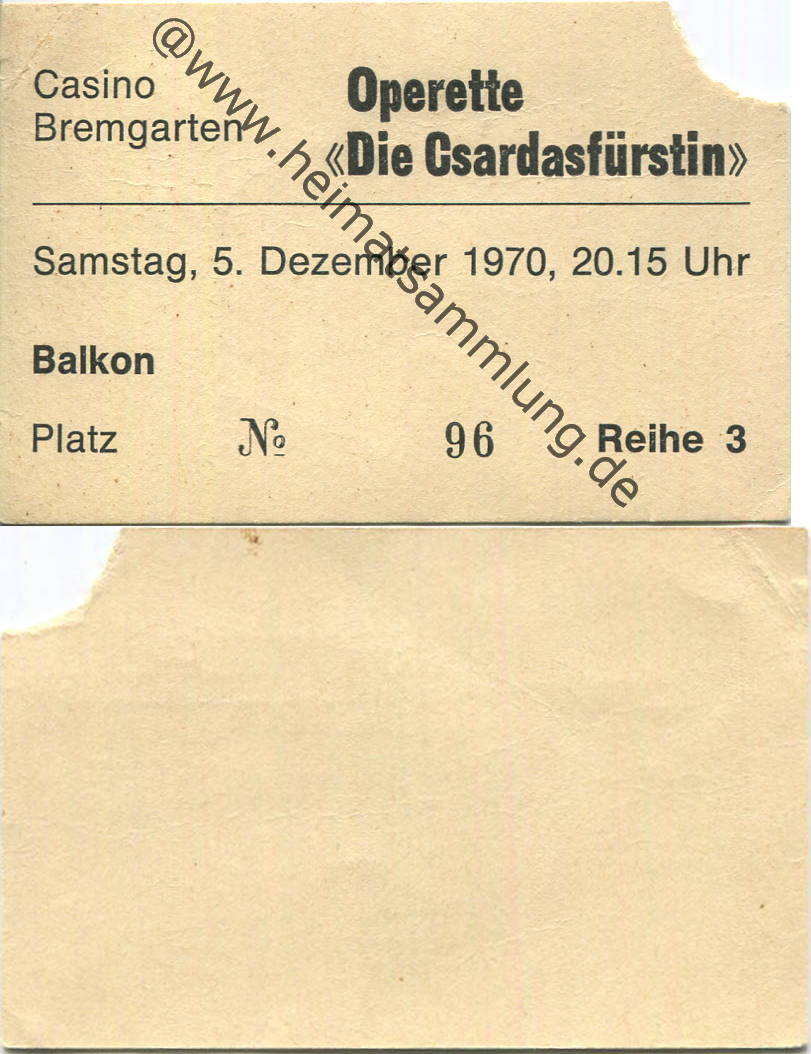 Casino
Bremgarten
Operette
«Die Csardasfürstin»
Samstag, 5. Dezember 1970, 20.15 Uhr
Balkon
Platz № 96 Reihe 3
@www.heimatsammlung.de